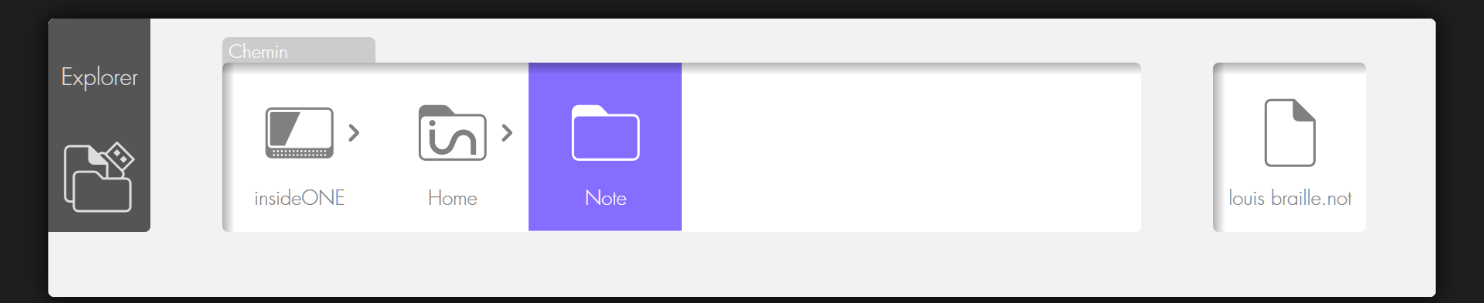 Explorer
Chemin
insideONE
Home
Note
louis braille.not